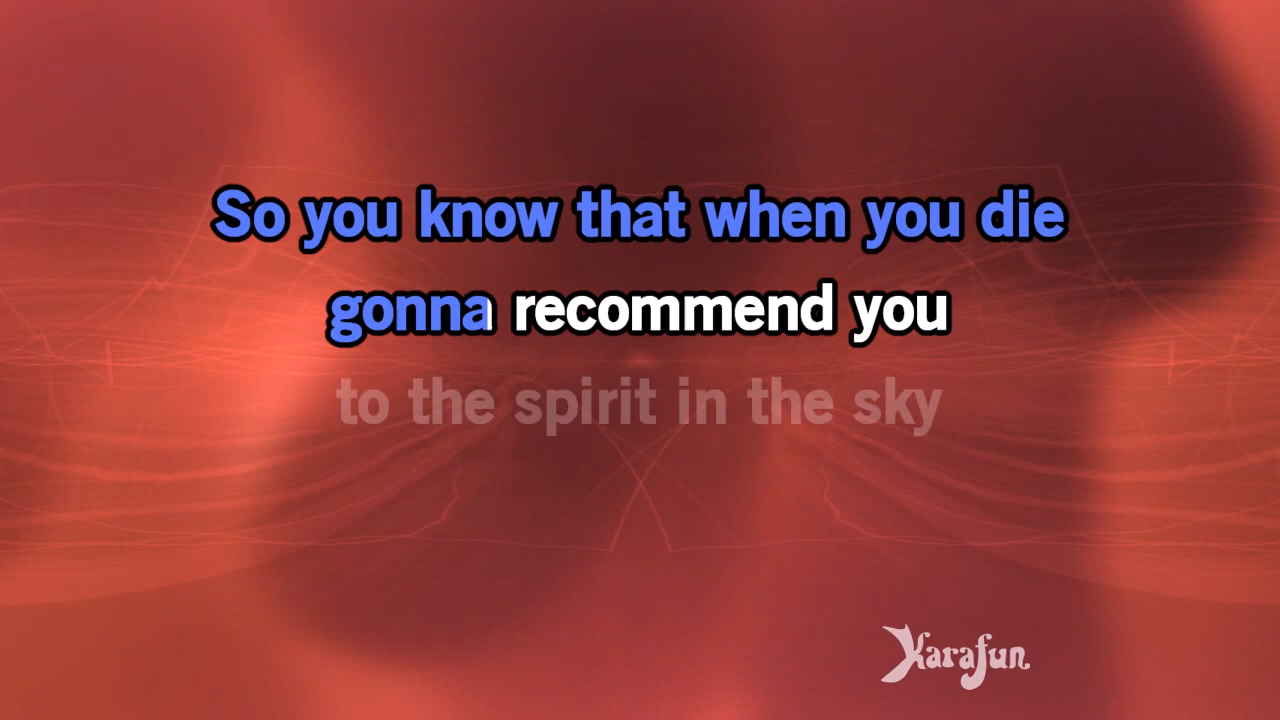 So you know that when you die
gonna recommend you
to the spirit in the sky
Karafun